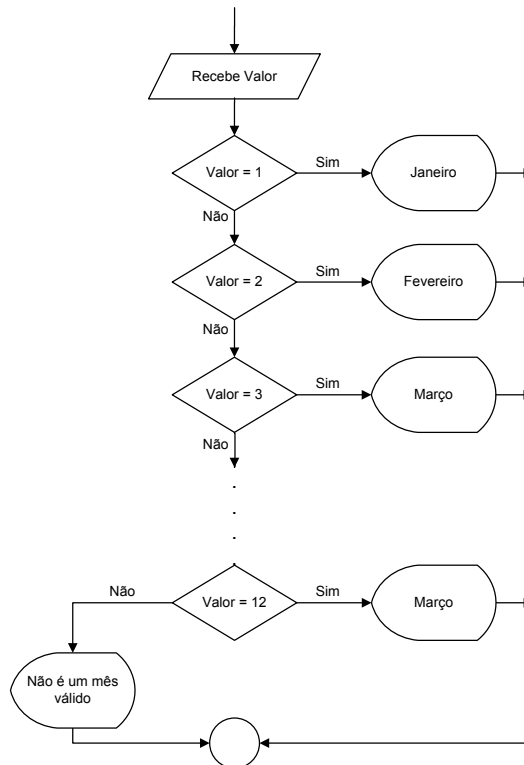 Recebe Valor
Valor = 1
Sim
Janeiro
Não
Valor = 2
Sim
Fevereiro
Não
Valor = 3
Sim
Março
Não
Não
Valor = 12
Sim
Março
Não é um mês
válido